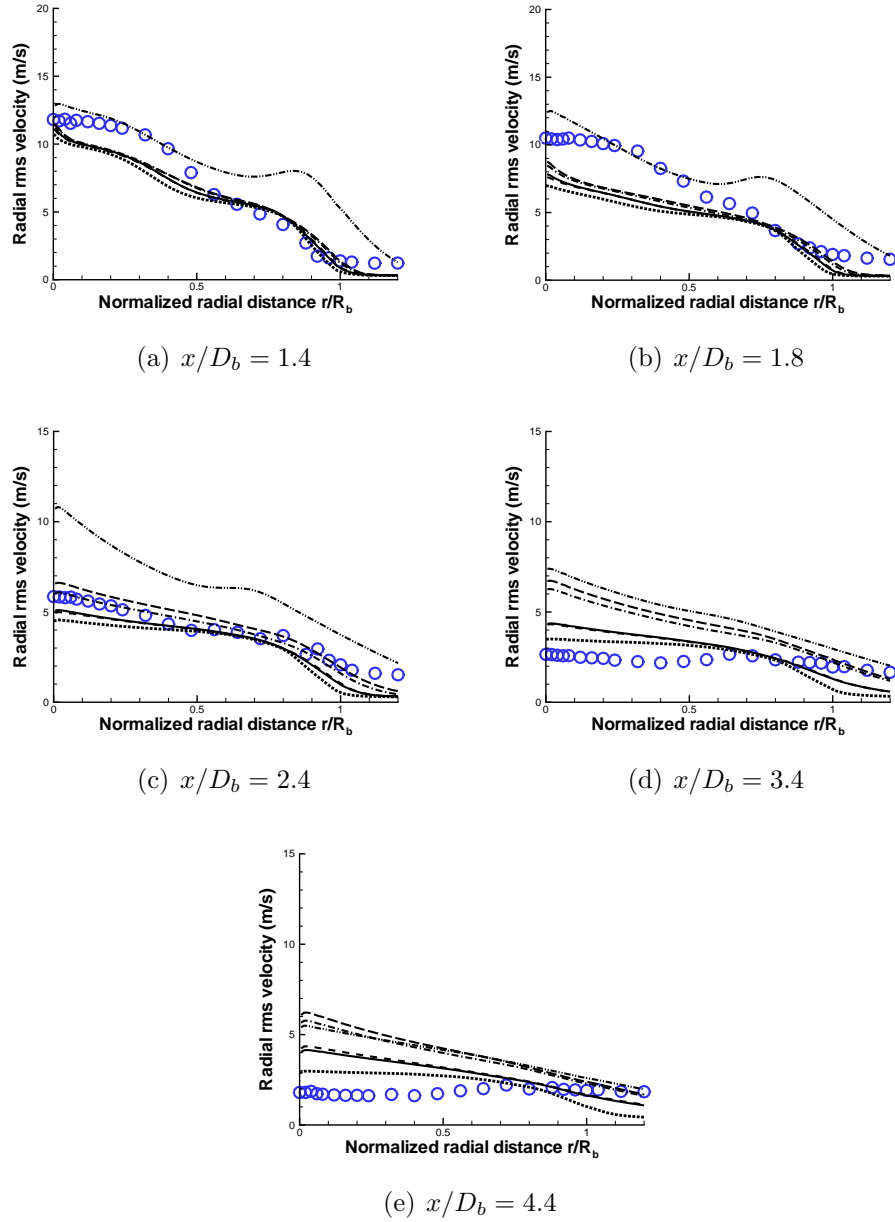 20
15
10
5
0
0
0.5
1
Radial rms velocity (m/s)
Normalized radial distance r/R_b
(a) x/D_b = 1.4
20
15
10
5
0
0
0.5
1
Radial rms velocity (m/s)
Normalized radial distance r/R_b
(b) x/D_b = 1.8
15
10
5
0
0
0.5
1
Radial rms velocity (m/s)
Normalized radial distance r/R_b
(c) x/D_b = 2.4
15
10
5
0
0
0.5
1
Radial rms velocity (m/s)
Normalized radial distance r/R_b
(d) x/D_b = 3.4
15
10
5
0
0
0.5
1
Radial rms velocity (m/s)
Normalized radial distance r/R_b
(e) x/D_b = 4.4